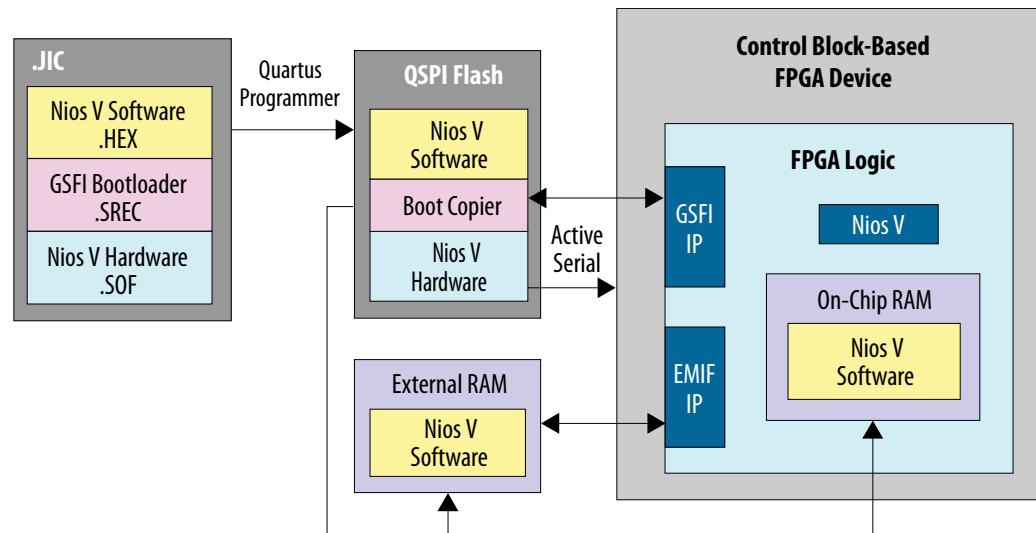 .JIC
Nios V Software
.HEX
GSFI Bootloader
.SREC
Nios V Hardware
.SOF
Quartus
Programmer
QSPI Flash
Nios V
Software
Boot Copier
Nios V
Hardware
Active
Serial
External RAM
Nios V
Software
Control Block-Based
FPGA Device
FPGA Logic
GSFI
IP
Nios V
On-Chip RAM
Nios V
Software
EMIF
IP